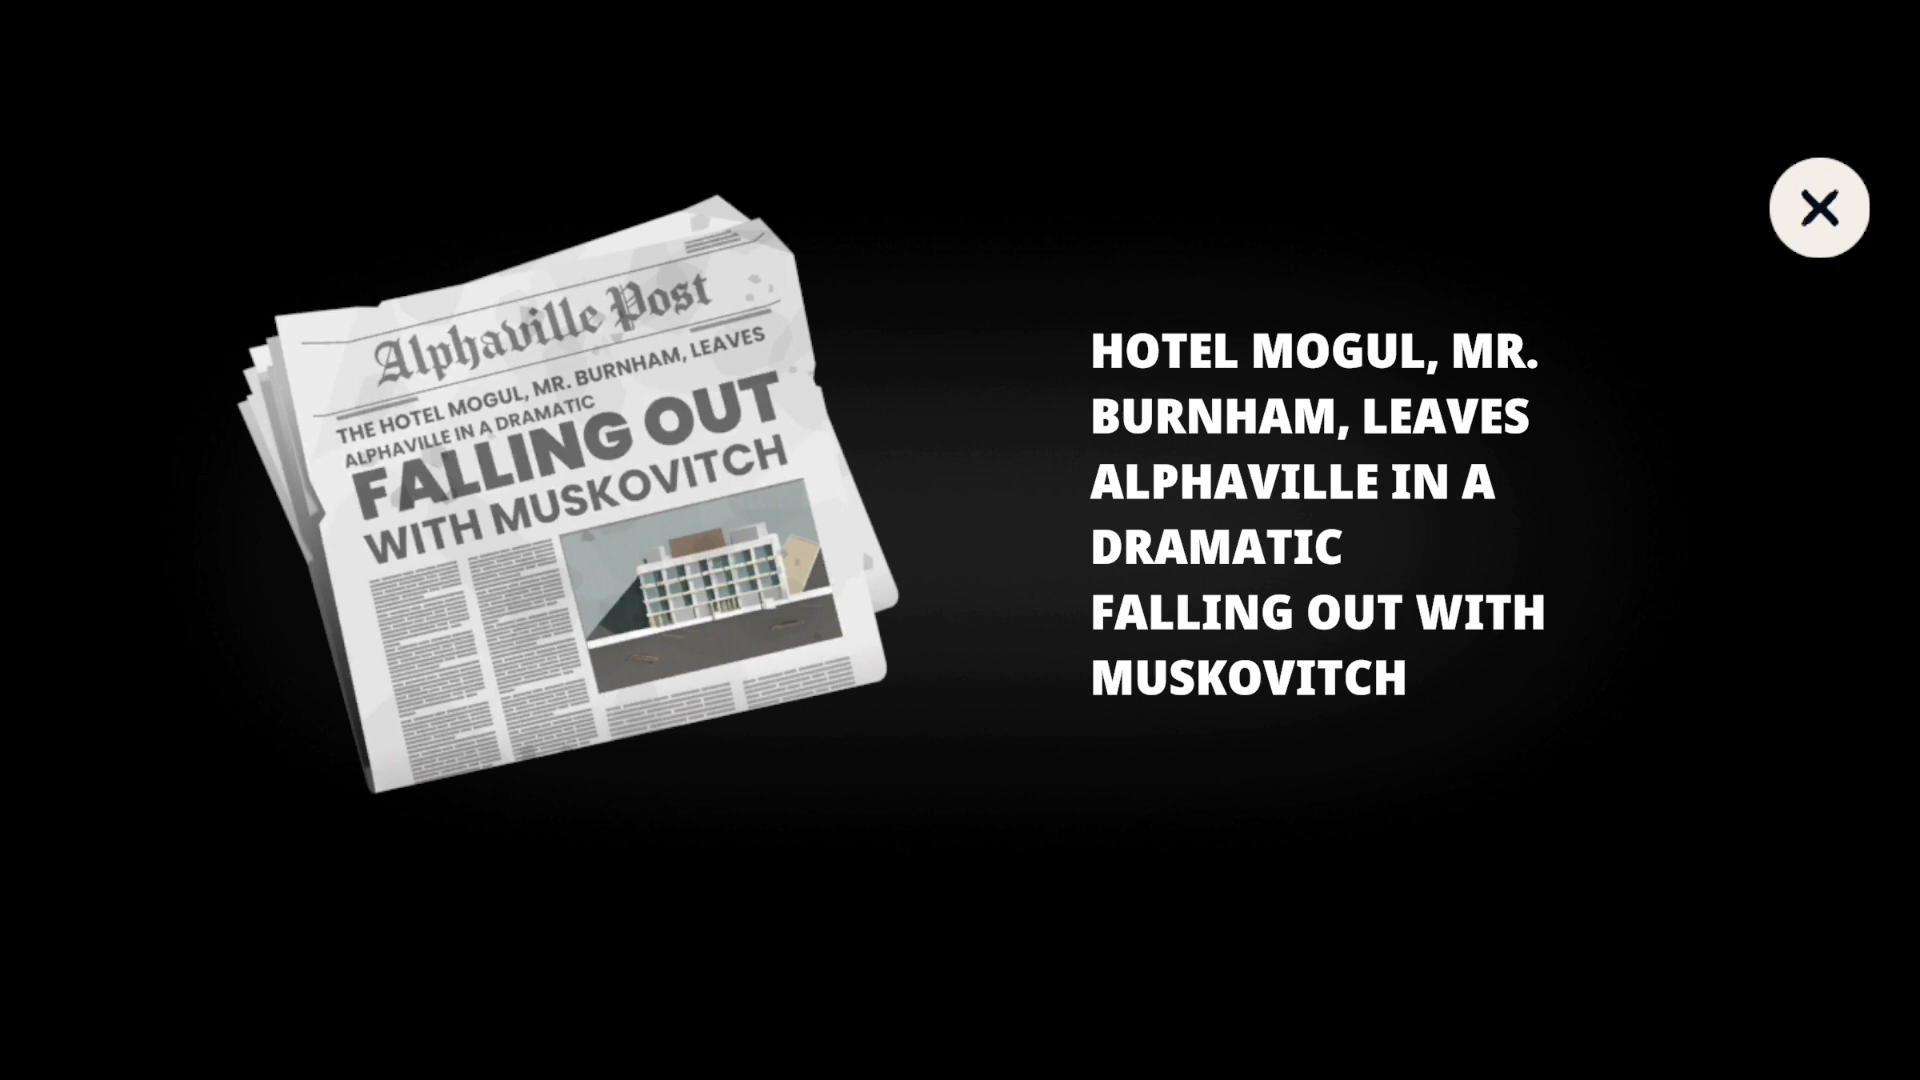 Alphaville Post
THE HOTEL MOGUL, MR. BURNHAM, LEAVES
ALPHAVILLE IN A DRAMATIC
FALLING OUT
WITH MUSKOVITCH
HOTEL MOGUL, MR.
BURNHAM, LEAVES
ALPHAVILLE IN A
DRAMATIC
FALLING OUT WITH
MUSKOVITCH